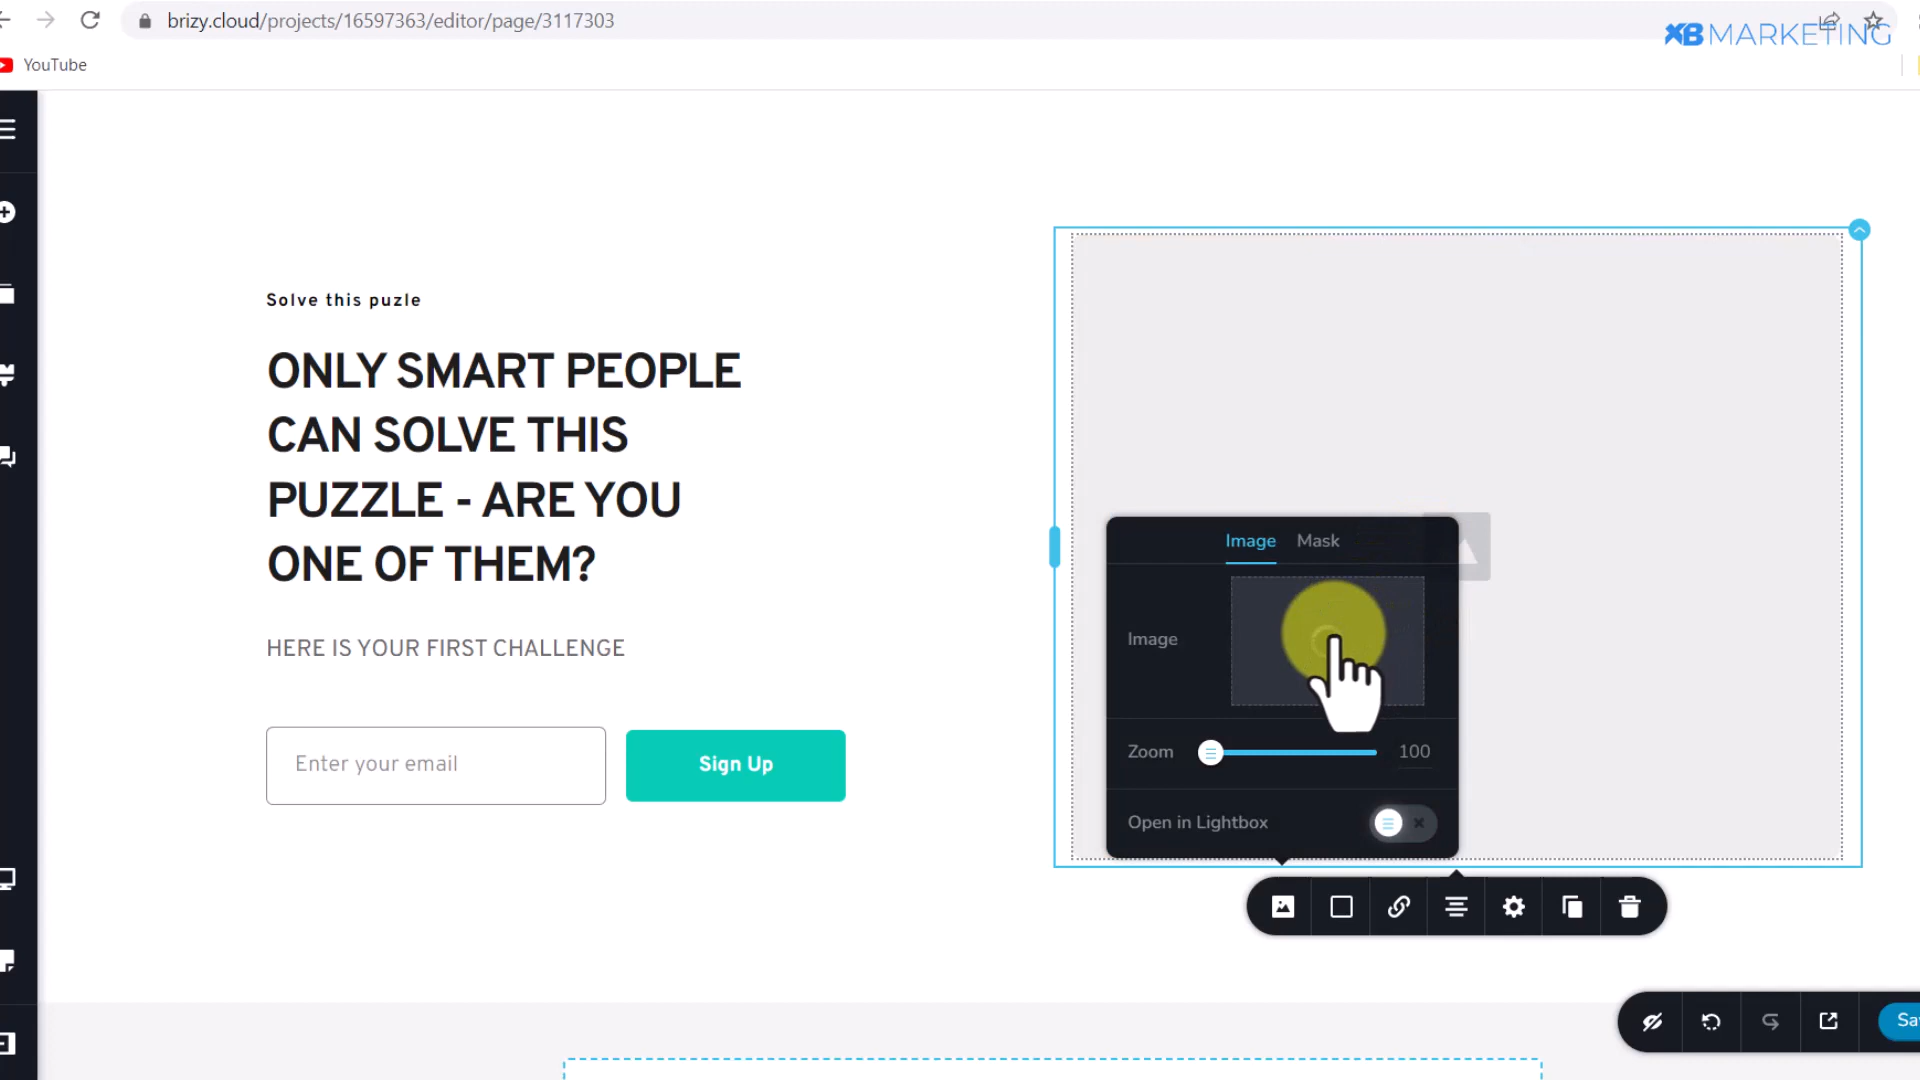 brizy.cloud/projects/16597363/editor/page/3117303
XB MARKETING
YouTube
Solve this puzle
ONLY SMART PEOPLE
CAN SOLVE THIS
PUZZLE - ARE YOU
ONE OF THEM?
HERE IS YOUR FIRST CHALLENGE
Enter your email
Sign Up
Image Mask
Image
Zoom 100
Open in Lightbox
Sa